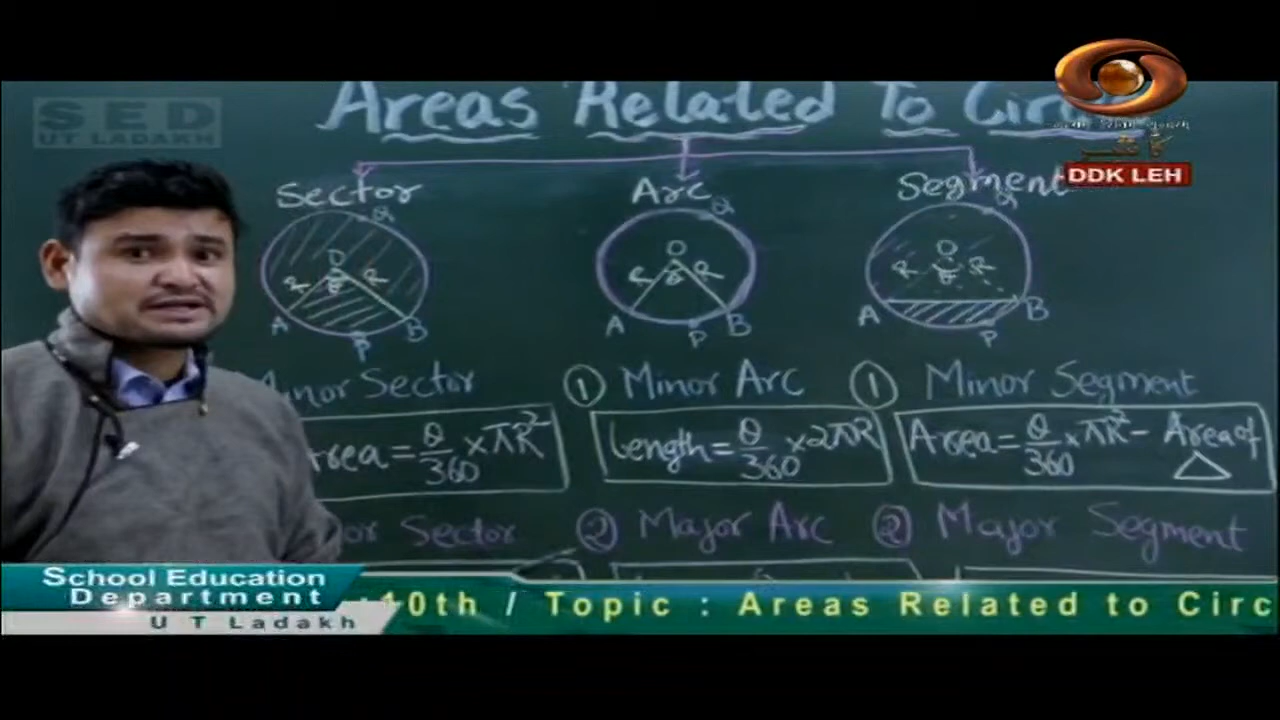 SED
UT LADAKH
Areas Related To Circ
DDK LEH
Sector
Arc
Segment
Q
Q
Q
O
O
O
R
θ
R
R
θ
R
R
θ
R
A
B
A
B
A
B
P
P
P
inor Sector
① Minor Arc
① Minor Segment
rea = θ/360 × πR²
Length = θ/360 × 2πR
Area = θ/360 × πR² - Area of △
or Sector
② Major Arc
② Major Segment
School Education
Department
UT Ladakh
:10th / Topic : Areas Related to Circ